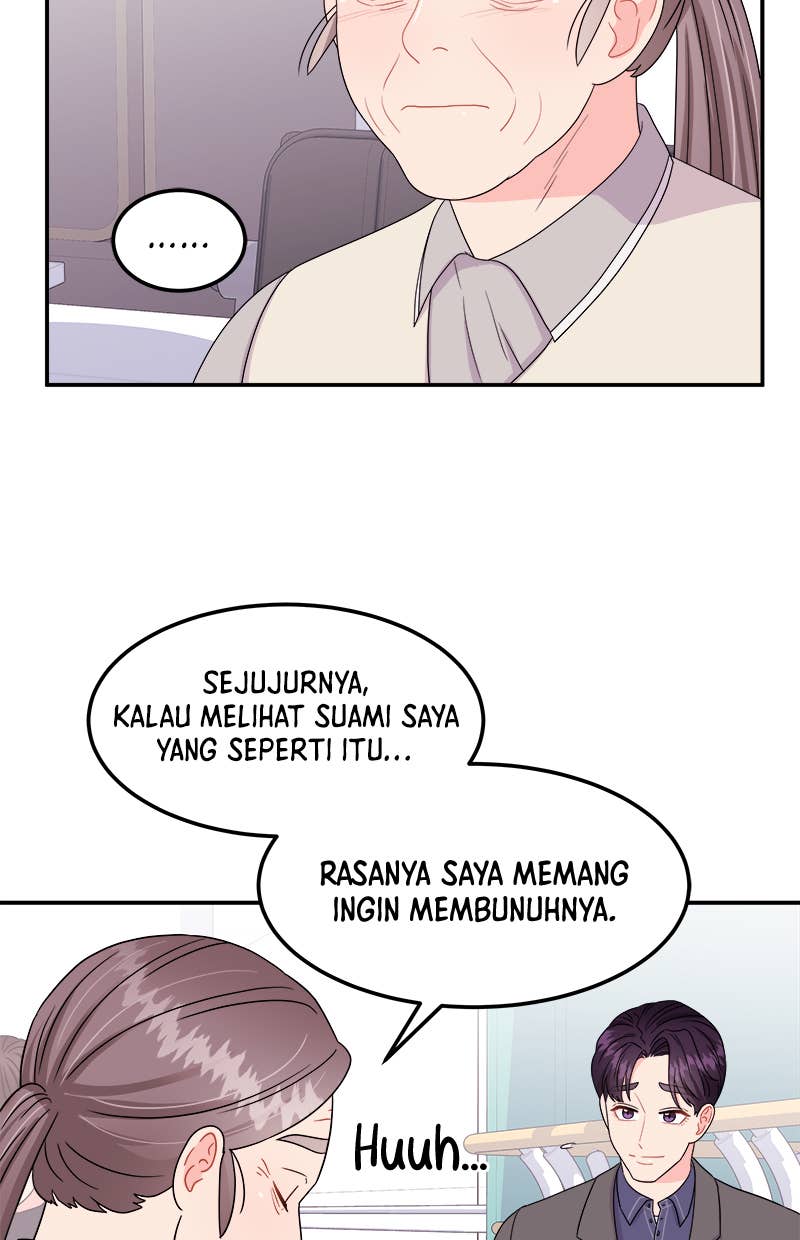 ......
SEJUJURNYA,
KALAU MELIHAT SUAMI SAYA
YANG SEPERTI ITU...
RASANYA SAYA MEMANG
INGIN MEMBUNUHNYA.
Huuh...